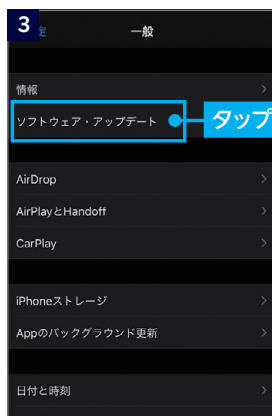 3
定
一般
情報
ソフトウェア・アップデート
タップ
AirDrop
AirPlayとHandoff
CarPlay
iPhoneストレージ
Appのバックグラウンド更新
日付と時刻